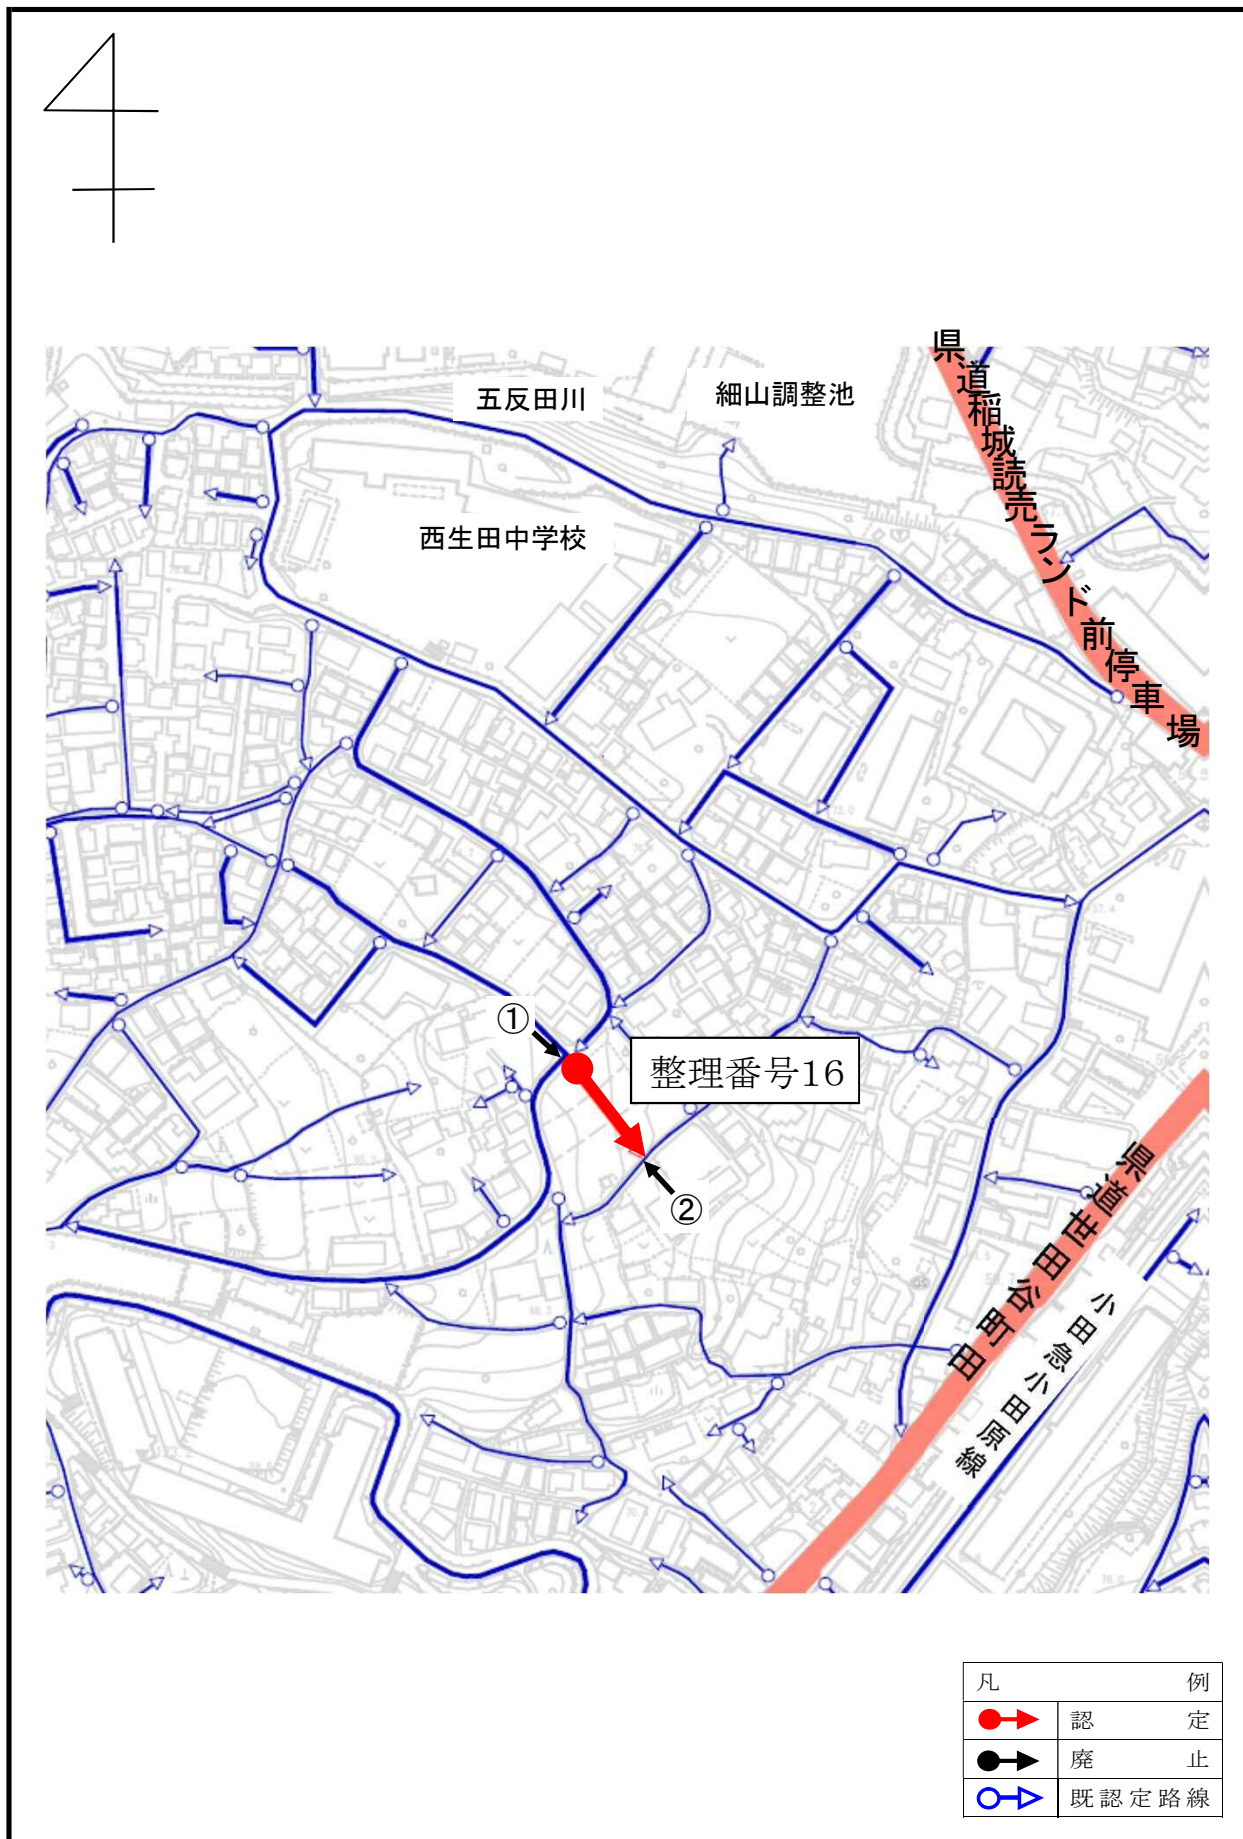 五反田川
細山調整池
県道稲城読売ランド前停車場
西生田中学校
①
整理番号16
②
県道世田谷町田
小田急小田原線
凡例
認定
廃止
既認定路線